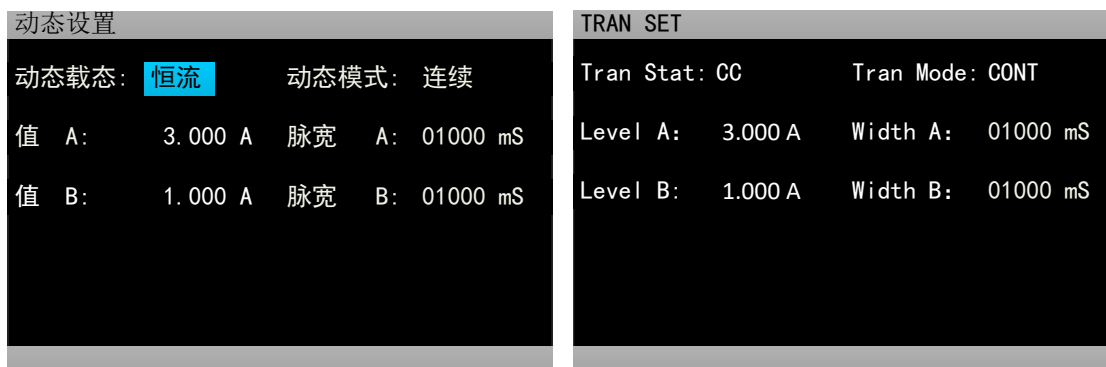 动态设置
动态载态: 恒流 动态模式: 连续
值 A: 3.000 A 脉宽 A: 01000 mS
值 B: 1.000 A 脉宽 B: 01000 mS
TRAN SET
Tran Stat: CC Tran Mode: CONT
Level A: 3.000 A Width A: 01000 mS
Level B: 1.000 A Width B: 01000 mS